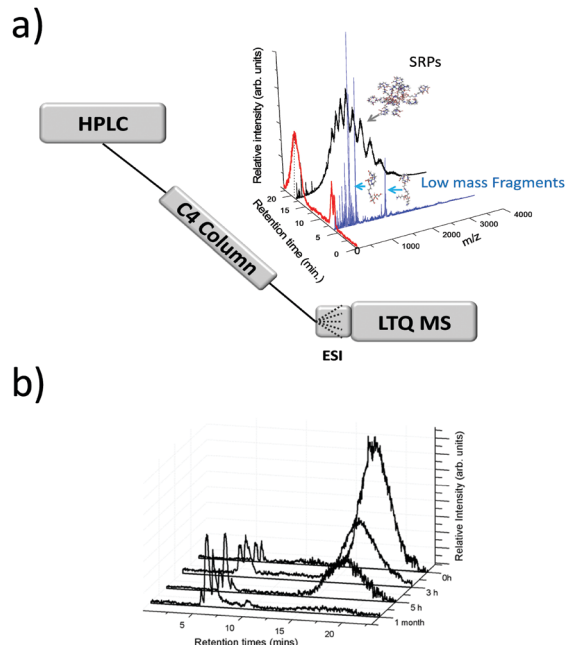 a)
SRPs
HPLC
Relative intensity (arb. units)
Low mass Fragments
C4 Column
20
15
10
5
0
Retention time (min.)
0
1000
2000
3000
4000
m/z
LTQ MS
ESI
b)
Relative Intensity (arb. units)
0h
3 h
5 h
1 month
5
10
15
20
Retention times (mins)